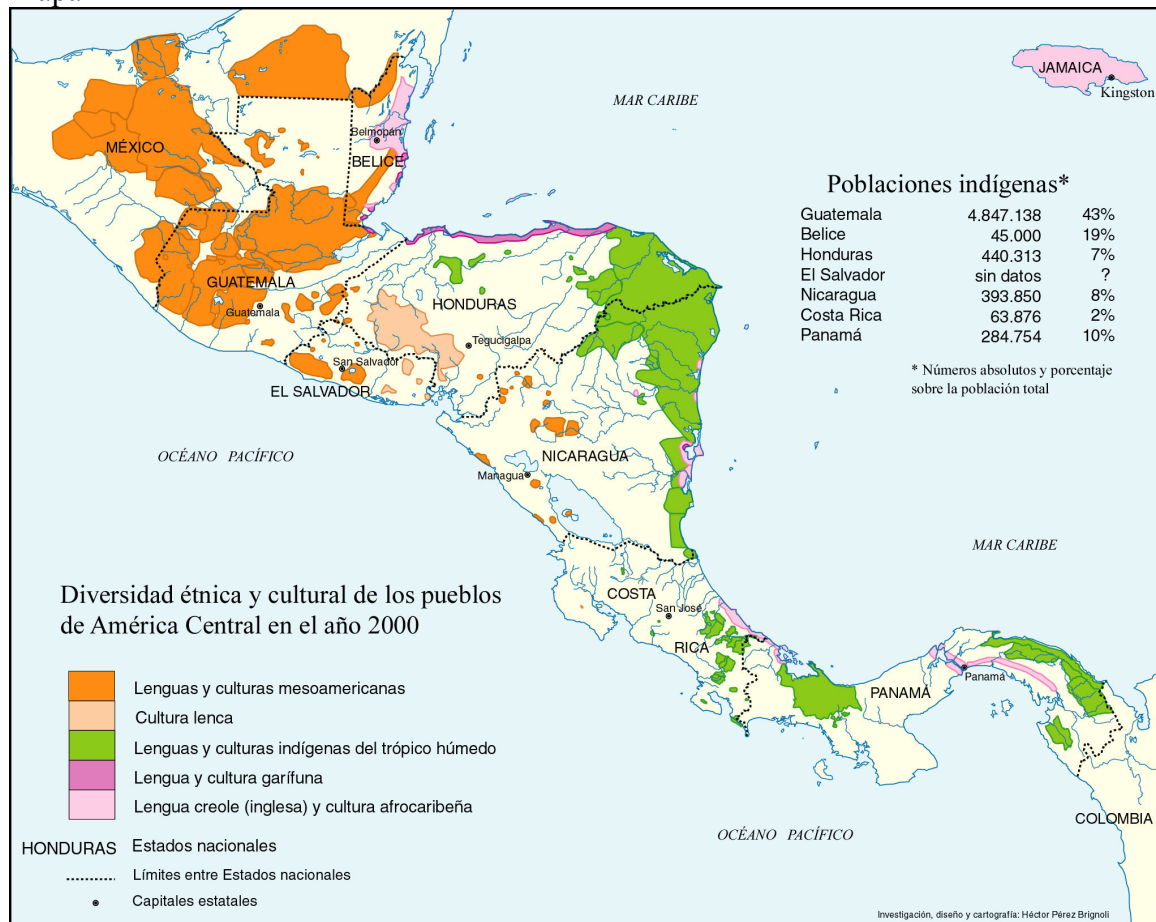 MAR CARIBE
JAMAICA
Kingston
MÉXICO
Belmopán
BELICE
Poblaciones indígenas*
Guatemala 4.847.138 43%
Belice 45.000 19%
Honduras 440.313 7%
El Salvador sin datos ?
Nicaragua 393.850 8%
Costa Rica 63.876 2%
Panamá 284.754 10%
* Números absolutos y porcentaje
sobre la población total
GUATEMALA
Guatemala
HONDURAS
Tegucigalpa
San Salvador
EL SALVADOR
OCÉANO PACÍFICO
NICARAGUA
Managua
MAR CARIBE
COSTA
San José
RICA
PANAMÁ
Panamá
COLOMBIA
OCÉANO PACÍFICO
Diversidad étnica y cultural de los pueblos
de América Central en el año 2000
Lenguas y culturas mesoamericanas
Cultura lenca
Lenguas y culturas indígenas del trópico húmedo
Lengua y cultura garífuna
Lengua creole (inglesa) y cultura afrocaribeña
HONDURAS Estados nacionales
Límites entre Estados nacionales
Capitales estatales
Investigación, diseño y cartografía: Héctor Pérez Brignoli